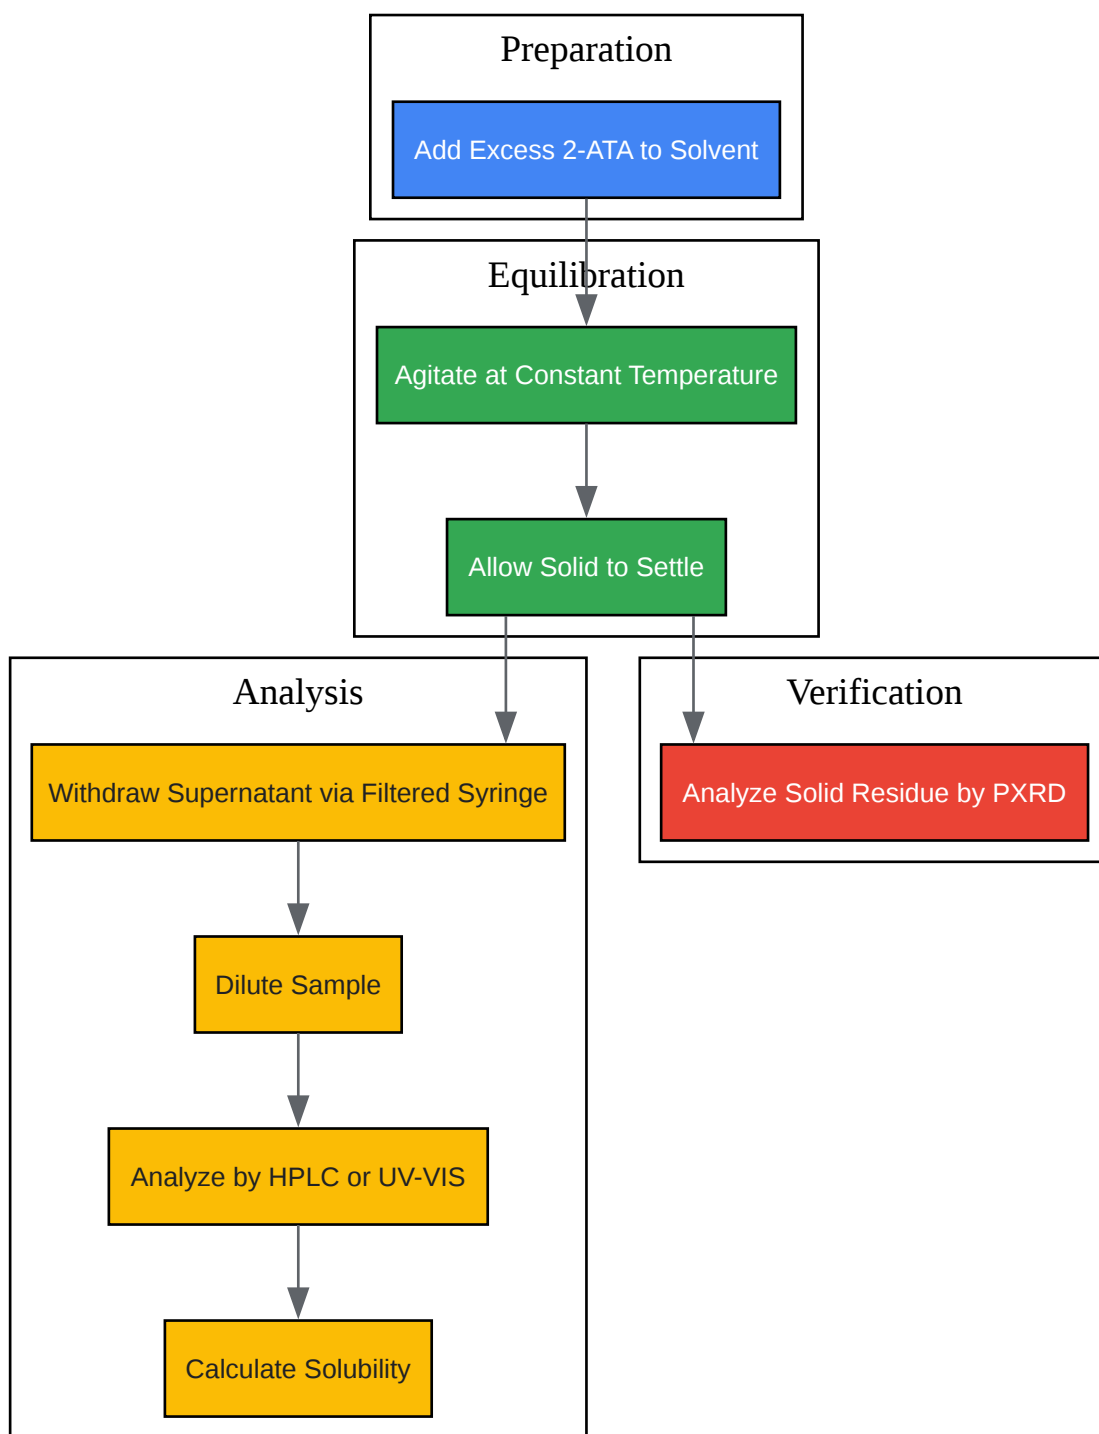 Preparation
Add Excess 2-ATA to Solvent
Equilibration
Agitate at Constant Temperature
Allow Solid to Settle
Analysis
Withdraw Supernatant via Filtered Syringe
Dilute Sample
Analyze by HPLC or UV-VIS
Calculate Solubility
Verification
Analyze Solid Residue by PXRD